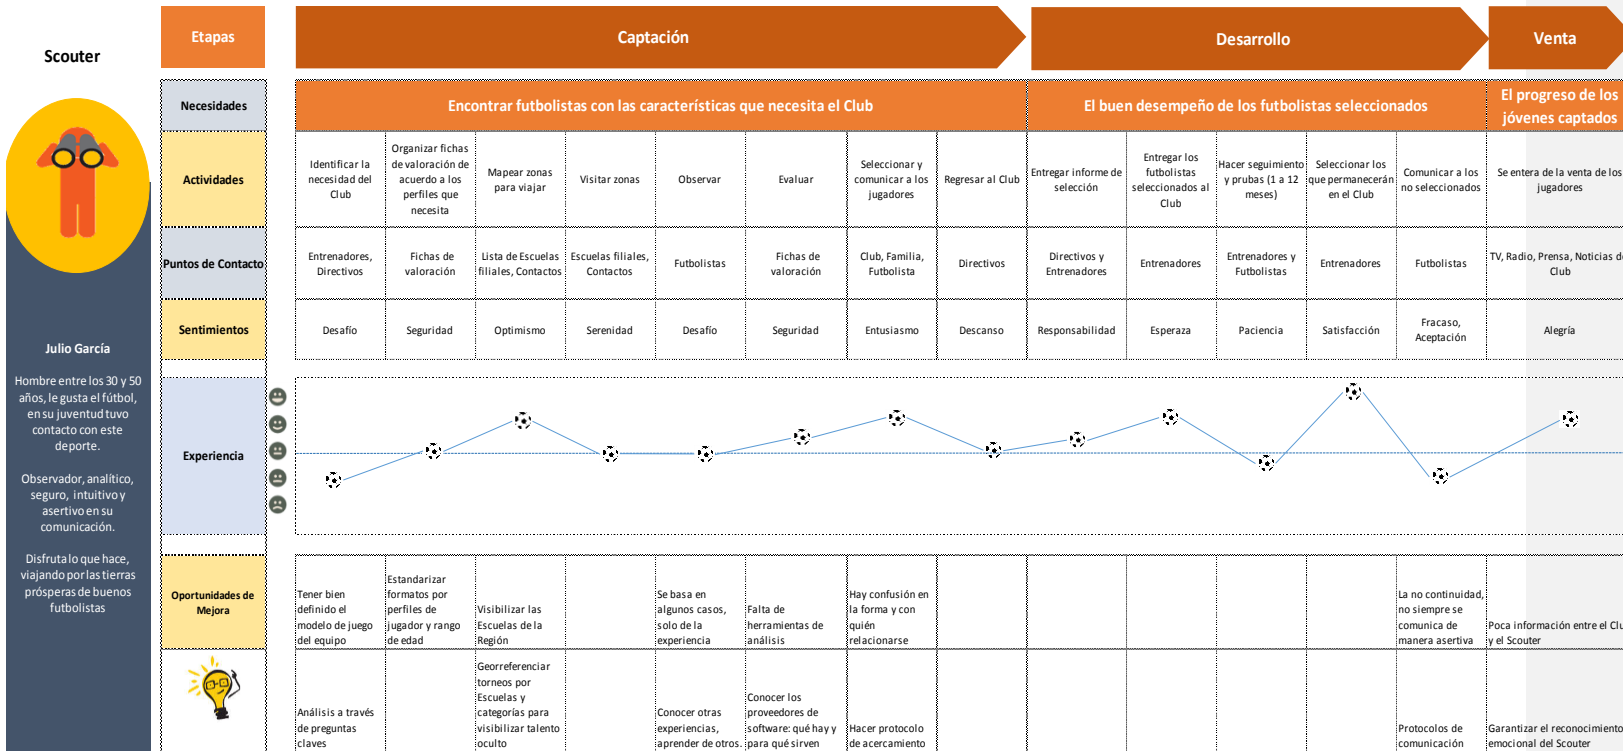 Scouter
Julio García
Hombre entre los 30 y 50
años, le gusta el fútbol,
en su juventud tuvo
contacto con este
deporte.
Observador, analítico,
seguro, intuitivo y
asertivo en su
comunicación.
Disfruta lo que hace,
viajando por las tierras
prósperas de buenos
futbolistas
Etapas
Captación
Desarrollo
Venta
Necesidades
Encontrar futbolistas con las características que necesita el Club
El buen desempeño de los futbolistas seleccionados
El progreso de los
jóvenes captados
Actividades
Identificar la
necesidad del
Club
Organizar fichas
de valoración de
acuerdo a los
perfiles que
necesita
Mapear zonas
para viajar
Visitar zonas
Observar
Evaluar
Seleccionar y
comunicar a los
jugadores
Regresar al Club
Entregar informe de
selección
Entregar los
futbolistas
seleccionados al
Club
Hacer seguimiento
y prubas (1 a 12
meses)
Seleccionar los
que permanecerán
en el Club
Comunicar a los
no seleccionados
Se entera de la venta de los
jugadores
Puntos de Contacto
Entrenadores,
Directivos
Fichas de
valoración
Lista de Escuelas
filiales, Contactos
Escuelas filiales,
Contactos
Futbolistas
Fichas de
valoración
Club, Familia,
Futbolista
Directivos
Directivos y
Entrenadores
Entrenadores
Entrenadores y
Futbolistas
Entrenadores
Futbolistas
TV, Radio, Prensa, Noticias de
Club
Sentimientos
Desafío
Seguridad
Optimismo
Serenidad
Desafío
Seguridad
Entusiasmo
Descanso
Responsabilidad
Esperaza
Paciencia
Satisfacción
Fracaso,
Aceptación
Alegría
Experiencia
Oportunidades de
Mejora
Tener bien
definido el
modelo de juego
del equipo
Estandarizar
formatos por
perfiles de
jugador y rango
de edad
Visibilizar las
Escuelas de la
Región
Se basa en
algunos casos,
solo de la
experiencia
Falta de
herramientas de
análisis
Hay confusión en
la forma y con
quién
relacionarse
La no continuidad,
no siempre se
comunica de
manera asertiva
Poca información entre el Clu
y el Scouter
Análisis a través
de preguntas
claves
Georreferenciar
torneos por
Escuelas y
categorías para
visibilizar talento
oculto
Conocer otras
experiencias,
aprender de otros.
Conocer los
proveedores de
software: qué hay y
para qué sirven
Hacer protocolo
de acercamiento
Protocolos de
comunicación
Garantizar el reconocimiento
emocional del Scouter